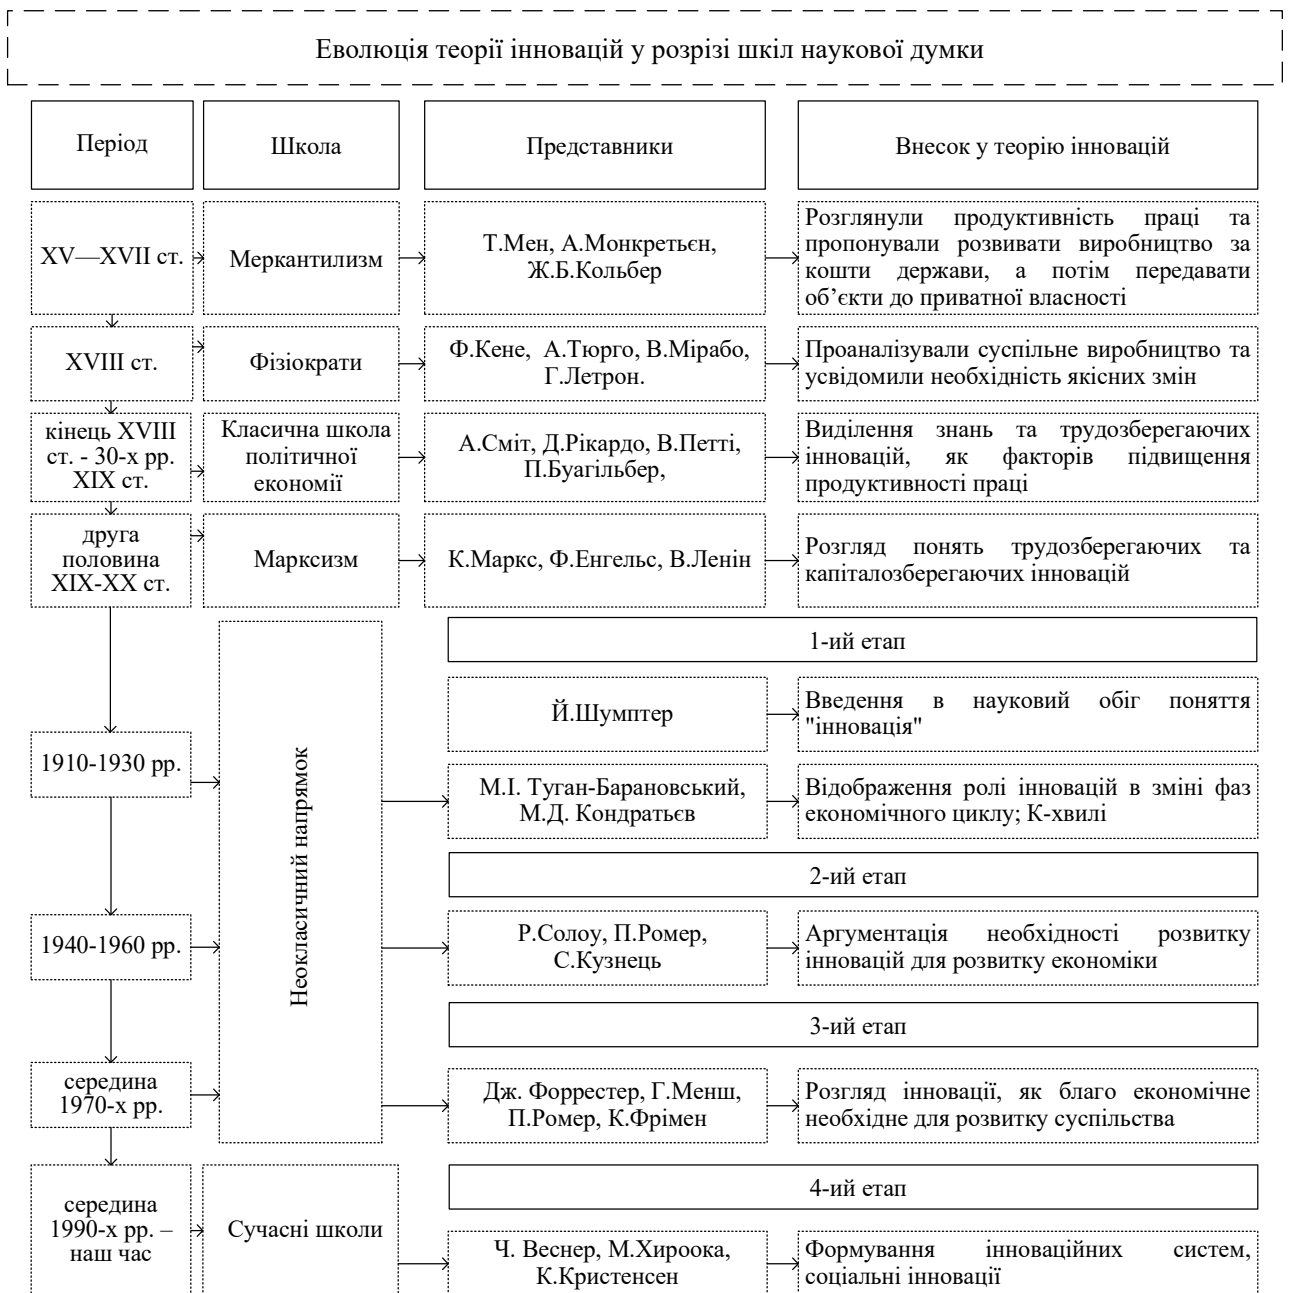 Еволюція теорії інновацій у розрізі шкіл наукової думки
Період
Школа
Представники
Внесок у теорію інновацій
XV—XVII ст.
Меркантилизм
Т.Мен, А.Монкретьєн,
Ж.Б.Кольбер
Розглянули продуктивність праці та
пропонували розвивати виробництво за
кошти держави, а потім передавати
об’єкти до приватної власності
XVIII ст.
Фізіократи
Ф.Кене, А.Тюрго, В.Мірабо,
Г.Летрон.
Проаналізували суспільне виробництво та
усвідомили необхідність якісних змін
кінець XVIII
ст. - 30-х рр.
XIX ст.
Класична школа
політичної
економії
А.Сміт, Д.Рікардо, В.Петті,
П.Буагільбер,
Виділення знань та трудозберегаючих
інновацій, як факторів підвищення
продуктивності праці
друга
половина
XIX-XX ст.
Марксизм
К.Маркс, Ф.Енгельс, В.Ленін
Розгляд понять трудозберегаючих та
капіталозберегаючих інновацій
1-ий етап
Й.Шумптер
Введення в науковий обіг поняття
"інновація"
1910-1930 рр.
Неокласичний напрямок
М.І. Туган-Барановський,
М.Д. Кондратьєв
Відображення ролі інновацій в зміні фаз
економічного циклу; К-хвилі
2-ий етап
1940-1960 рр.
Р.Солоу, П.Ромер,
С.Кузнець
Аргументація необхідності розвитку
інновацій для розвитку економіки
3-ий етап
середина
1970-х рр.
Дж. Форрестер, Г.Менш,
П.Ромер, К.Фрімен
Розгляд інновації, як благо економічне
необхідне для розвитку суспільства
4-ий етап
середина
1990-х рр. –
наш час
Сучасні школи
Ч. Веснер, М.Хироока,
К.Кристенсен
Формування інноваційних систем,
соціальні інновації